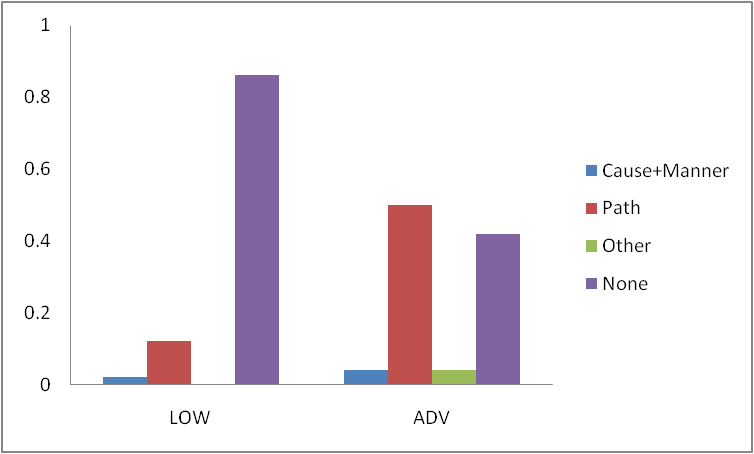 1
0.8
0.6
0.4
0.2
0
LOW
ADV
Cause+Manner
Path
Other
None